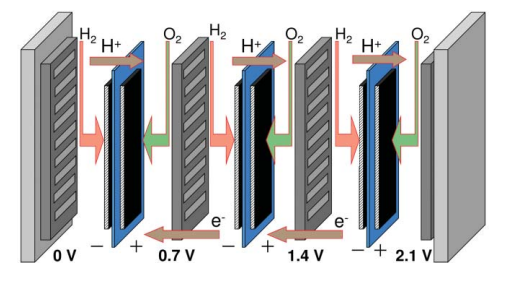 H₂ O₂ H₂ O₂ H₂ O₂
H⁺ H⁺ H⁺
e⁻ e⁻
0 V − + 0.7 V − + 1.4 V − + 2.1 V